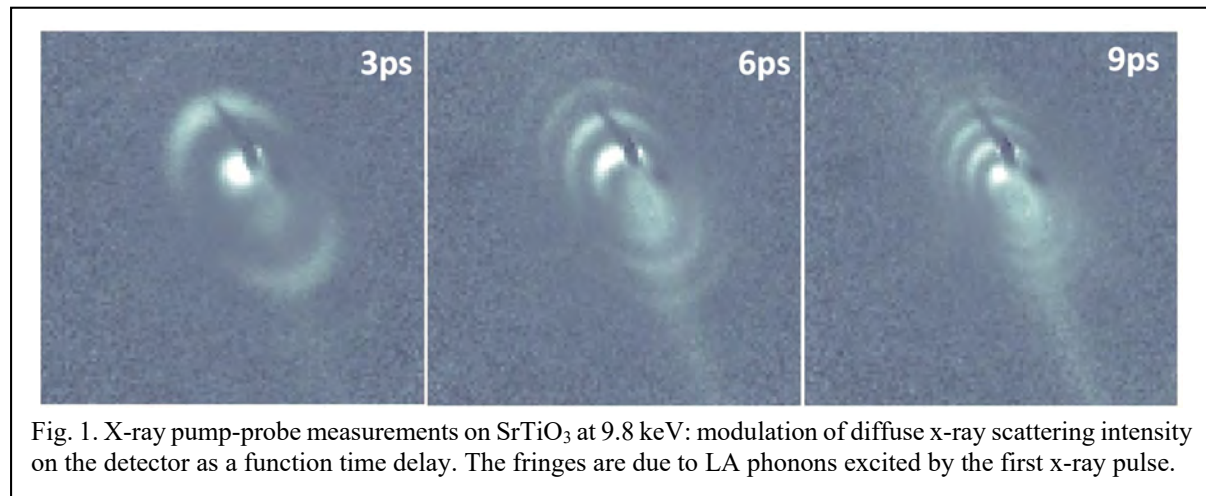 3ps 6ps 9ps
Fig. 1. X-ray pump-probe measurements on SrTiO₃ at 9.8 keV: modulation of diffuse x-ray scattering intensity
on the detector as a function time delay. The fringes are due to LA phonons excited by the first x-ray pulse.